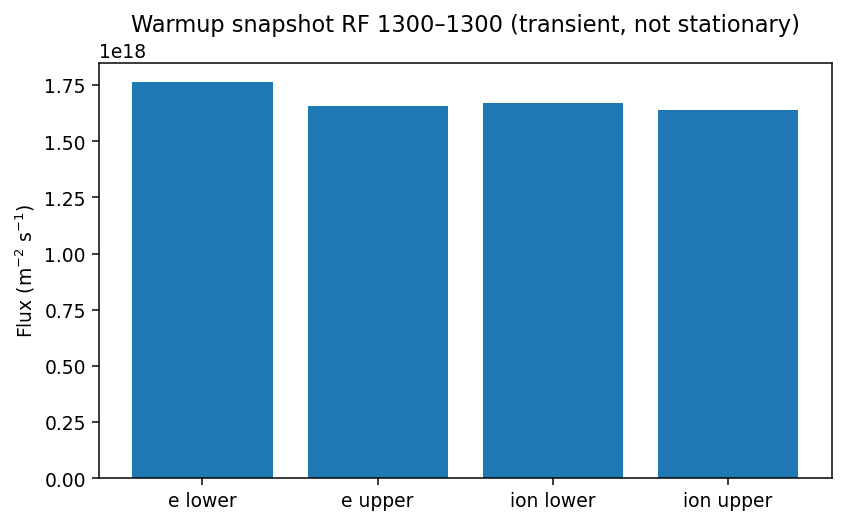 Warmup snapshot RF 1300–1300 (transient, not stationary)
1e18
1.75
1.50
1.25
1.00
0.75
0.50
0.25
0.00
Flux (m⁻² s⁻¹)
e lower
e upper
ion lower
ion upper